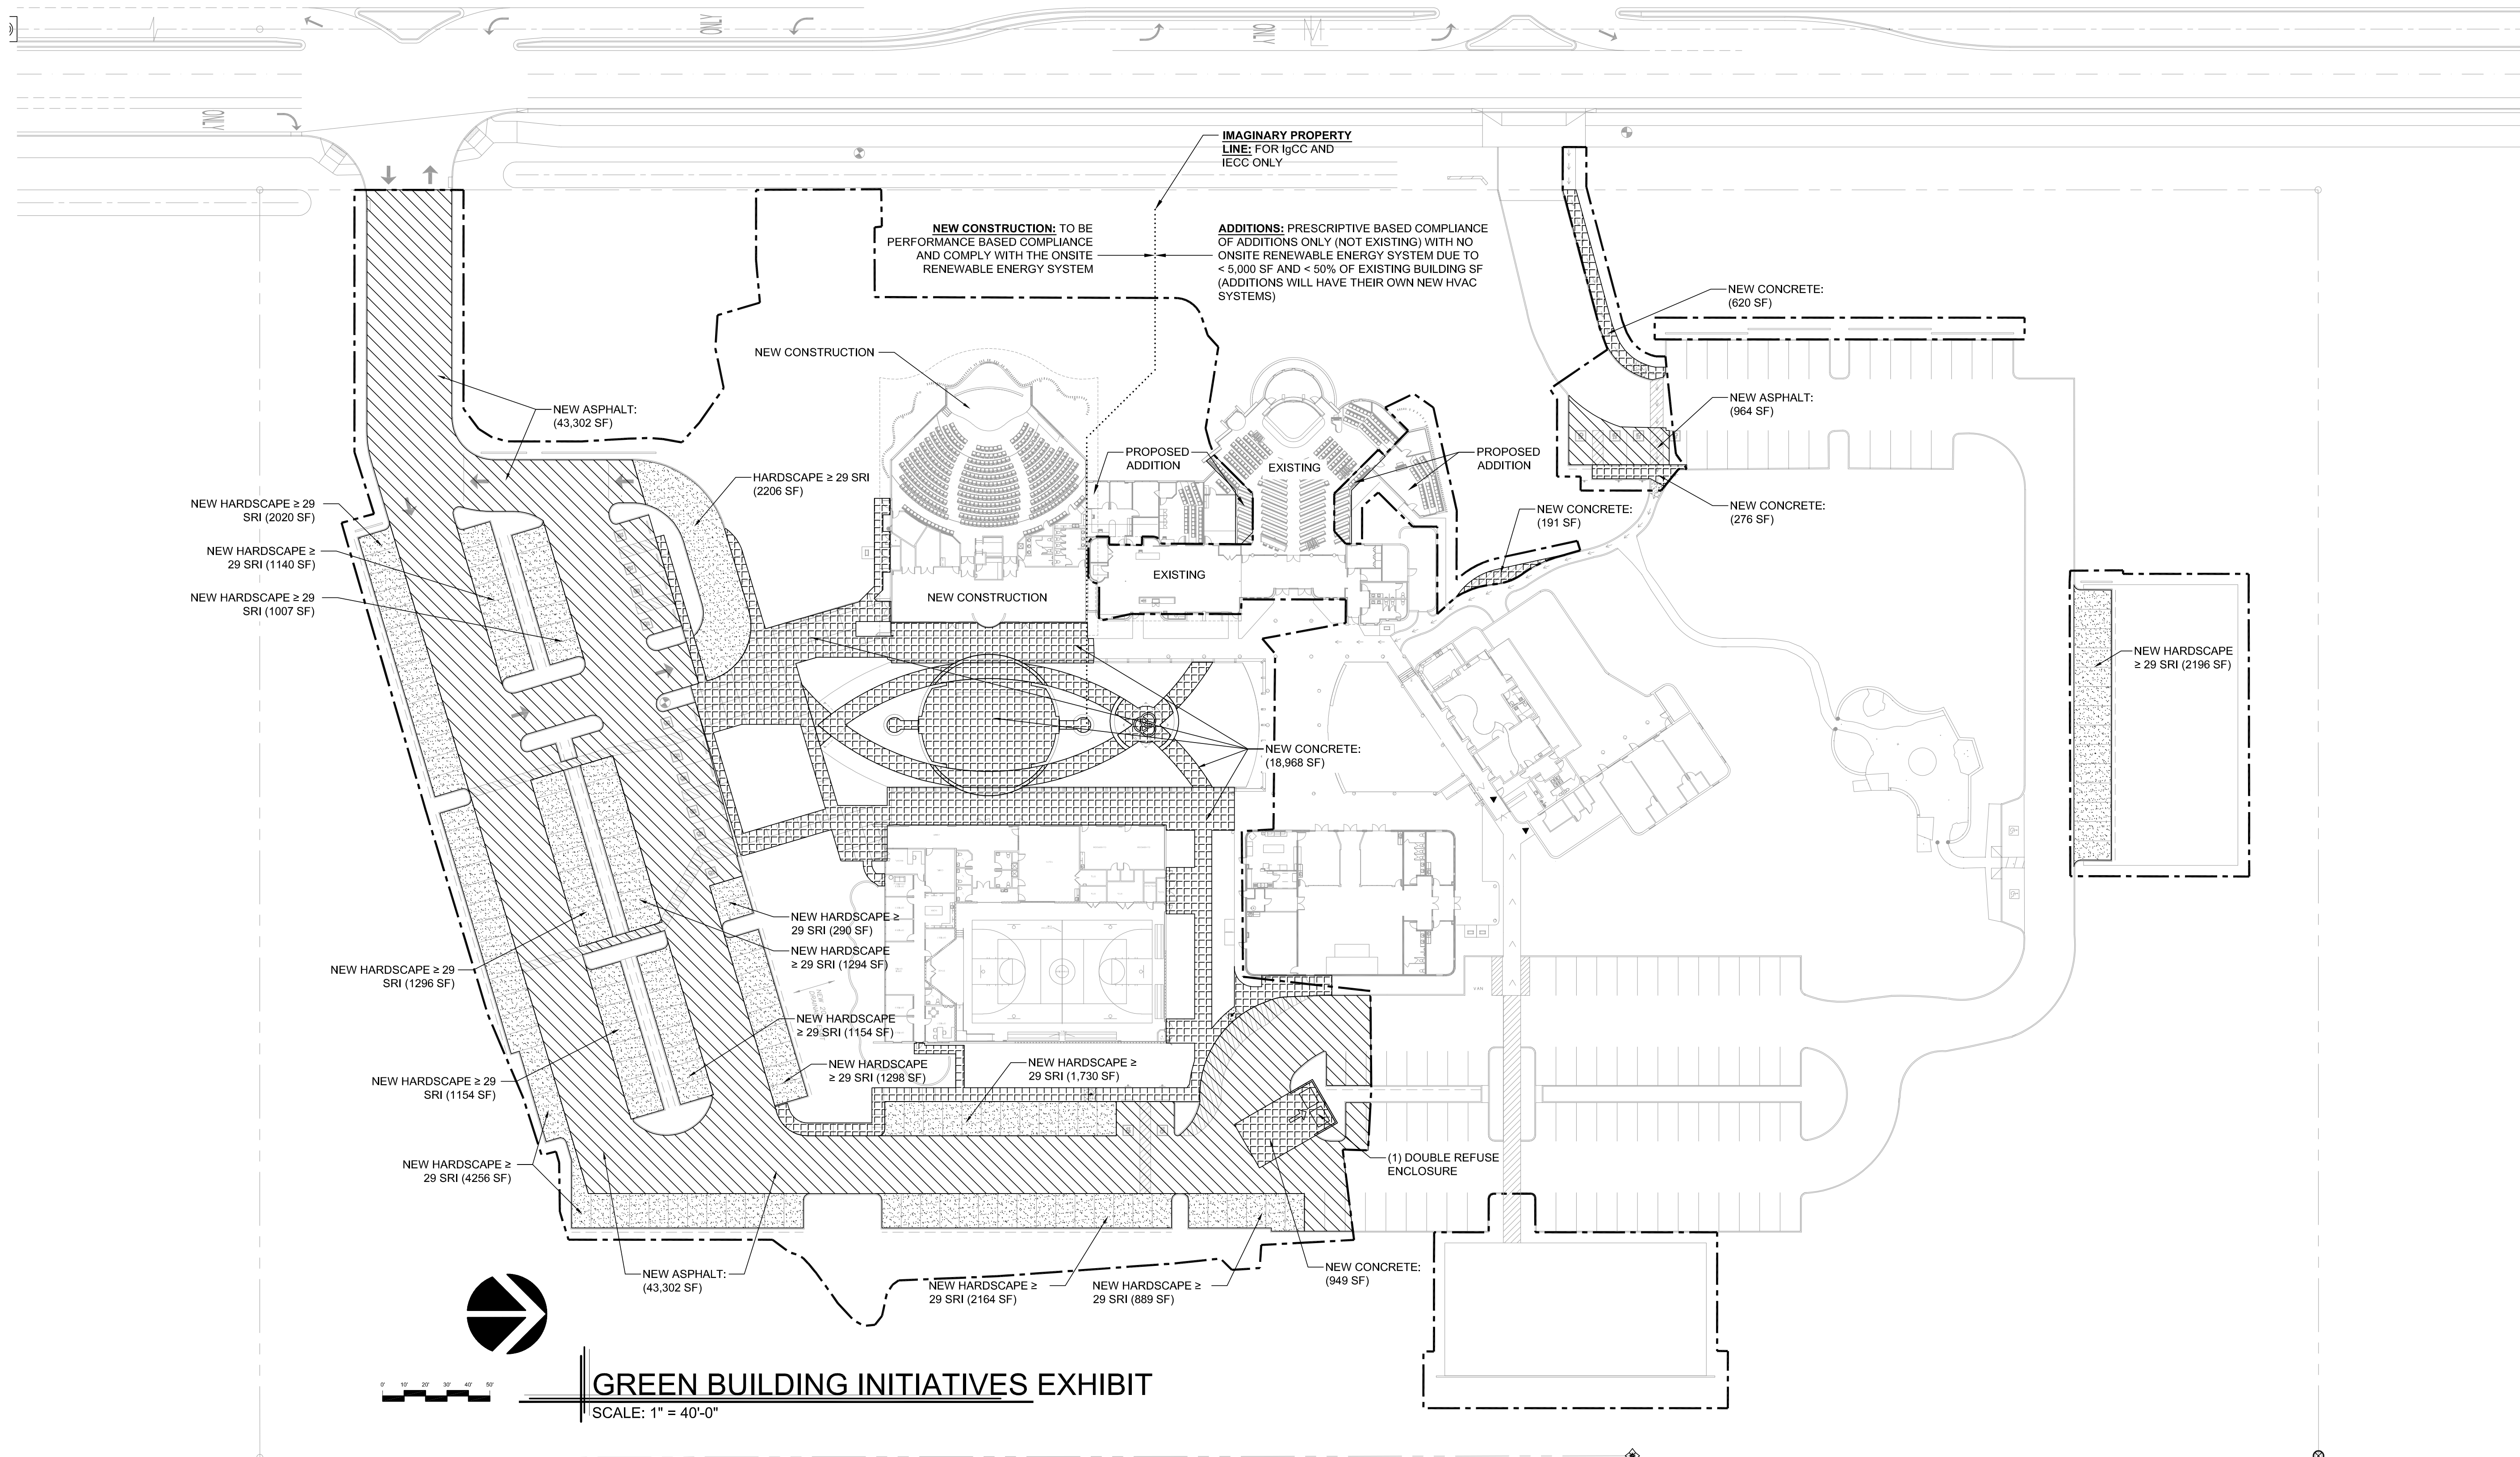 ONLY
ONLY
ONLY
IMAGINARY PROPERTY
LINE: FOR IgCC AND
IECC ONLY
NEW CONSTRUCTION: TO BE
PERFORMANCE BASED COMPLIANCE
AND COMPLY WITH THE ONSITE
RENEWABLE ENERGY SYSTEM
ADDITIONS: PRESCRIPTIVE BASED COMPLIANCE
OF ADDITIONS ONLY (NOT EXISTING) WITH NO
ONSITE RENEWABLE ENERGY SYSTEM DUE TO
< 5,000 SF AND < 50% OF EXISTING BUILDING SF
(ADDITIONS WILL HAVE THEIR OWN NEW HVAC
SYSTEMS)
NEW CONCRETE:
(620 SF)
NEW CONSTRUCTION
NEW ASPHALT:
(43,302 SF)
NEW ASPHALT:
(964 SF)
PROPOSED
ADDITION
EXISTING
PROPOSED
ADDITION
HARDSCAPE ≥ 29 SRI
(2206 SF)
NEW HARDSCAPE ≥ 29
SRI (2020 SF)
NEW CONCRETE:
(191 SF)
NEW CONCRETE:
(276 SF)
NEW HARDSCAPE ≥
29 SRI (1140 SF)
EXISTING
NEW HARDSCAPE ≥ 29
SRI (1007 SF)
NEW CONSTRUCTION
NEW HARDSCAPE
≥ 29 SRI (2196 SF)
NEW CONCRETE:
(18,968 SF)
NEW HARDSCAPE ≥
29 SRI (290 SF)
NEW HARDSCAPE
≥ 29 SRI (1294 SF)
NEW HARDSCAPE ≥ 29
SRI (1296 SF)
NEW HARDSCAPE
≥ 29 SRI (1154 SF)
NEW HARDSCAPE
≥ 29 SRI (1298 SF)
NEW HARDSCAPE ≥
29 SRI (1,730 SF)
NEW HARDSCAPE ≥ 29
SRI (1154 SF)
NEW HARDSCAPE ≥
29 SRI (4256 SF)
(1) DOUBLE REFUSE
ENCLOSURE
NEW ASPHALT:
(43,302 SF)
NEW HARDSCAPE ≥
29 SRI (2164 SF)
NEW HARDSCAPE ≥
29 SRI (889 SF)
NEW CONCRETE:
(949 SF)
0' 10' 20' 30' 40' 50'
GREEN BUILDING INITIATIVES EXHIBIT
SCALE: 1" = 40'-0"